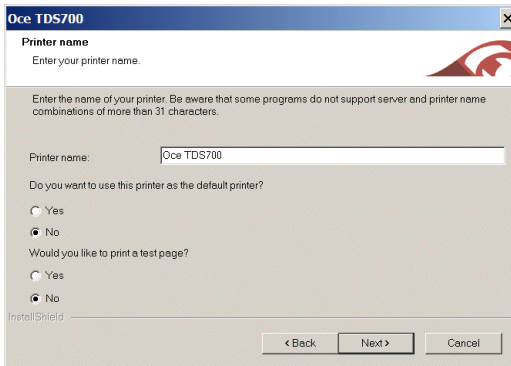 Oce TDS700
Printer name
Enter your printer name.
Enter the name of your printer. Be aware that some programs do not support server and printer name
combinations of more than 31 characters.
Printer name:
Oce TDS700
Do you want to use this printer as the default printer?
Yes
No
Would you like to print a test page?
Yes
No
InstallShield
< Back
Next >
Cancel